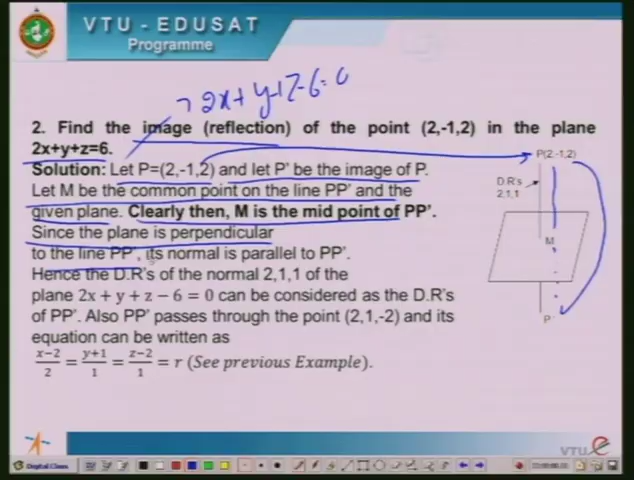 VTU - EDUSAT
Programme
2x+y+z-6=0
2. Find the image (reflection) of the point (2,-1,2) in the plane
2x+y+z=6.
Solution: Let P=(2,-1,2) and let P' be the image of P.
Let M be the common point on the line PP' and the
given plane. Clearly then, M is the mid point of PP'.
Since the plane is perpendicular
to the line PP', its normal is parallel to PP'.
Hence the D.R's of the normal 2,1,1 of the
plane 2x + y + z − 6 = 0 can be considered as the D.R's
of PP'. Also PP' passes through the point (2,1,-2) and its
equation can be written as
x−2/2 = y+1/1 = z−2/1 = r (See previous Example).
P(2,-1,2)
D.R's
2,1,1
M
P'
VTU e
Digital Class